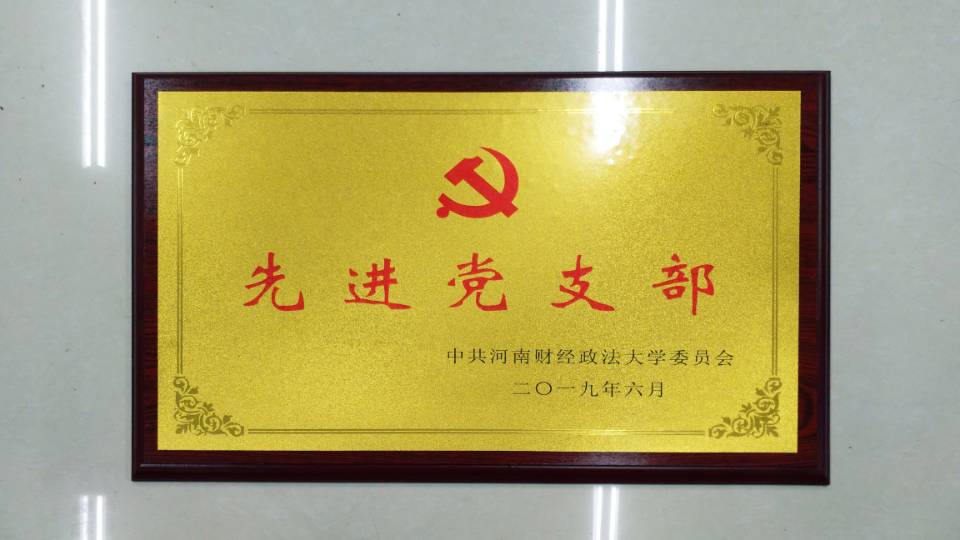 先进党支部
中共河南财经政法大学委员会
二〇一九年六月